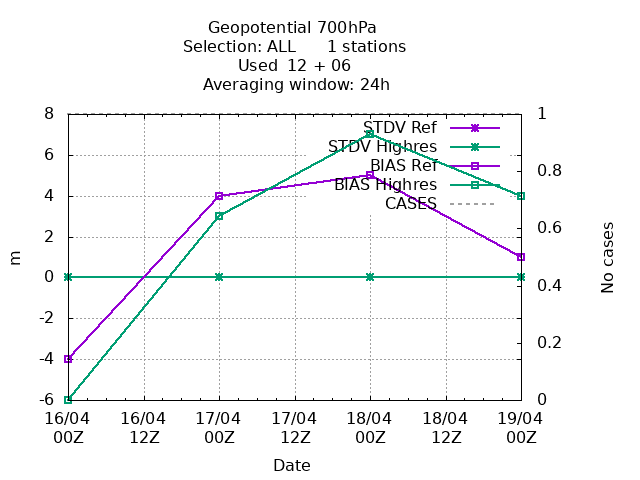 Geopotential 700hPa
Selection: ALL      1 stations
Used  12 + 06
Averaging window: 24h
STDV Ref
STDV Highres
BIAS Ref
BIAS Highres
CASES
8
6
4
2
0
-2
-4
-6
m
1
0.8
0.6
0.4
0.2
0
No cases
16/04 16/04 17/04 17/04 18/04 18/04 19/04
00Z 12Z 00Z 12Z 00Z 12Z 00Z
Date